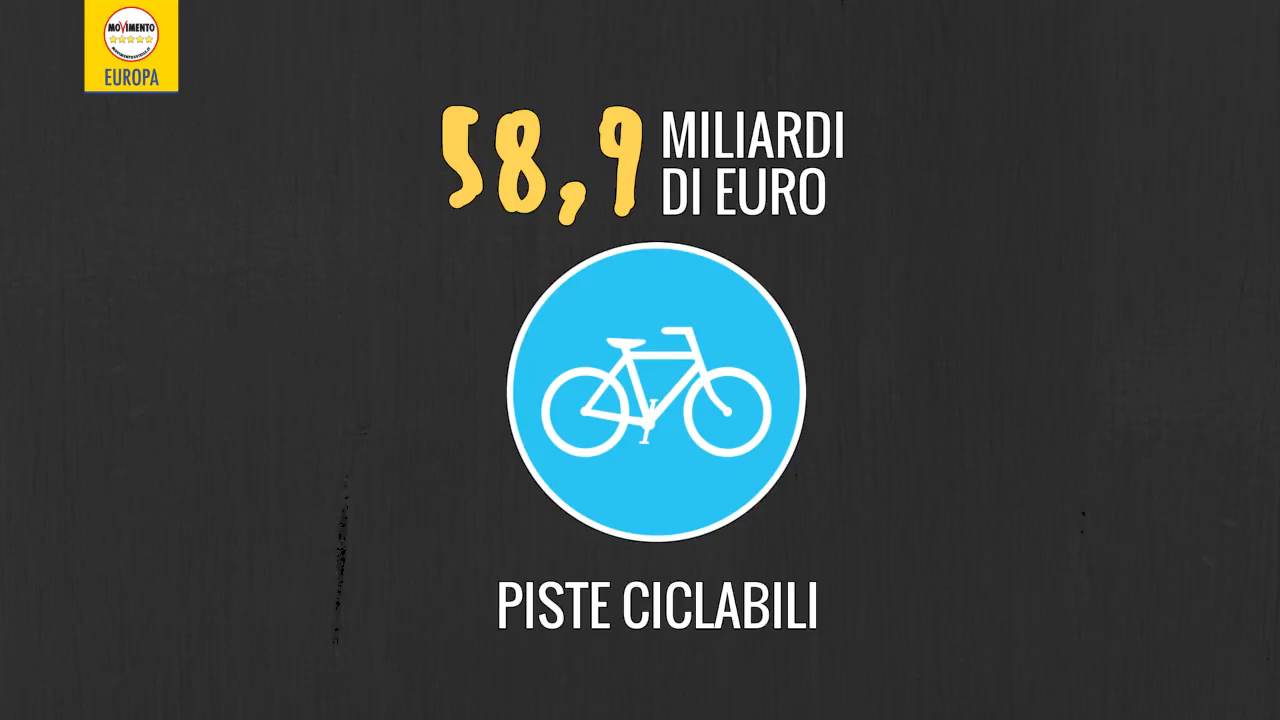 MOVIMENTO
EUROPA
58,9 MILIARDI
DI EURO
PISTE CICLABILI